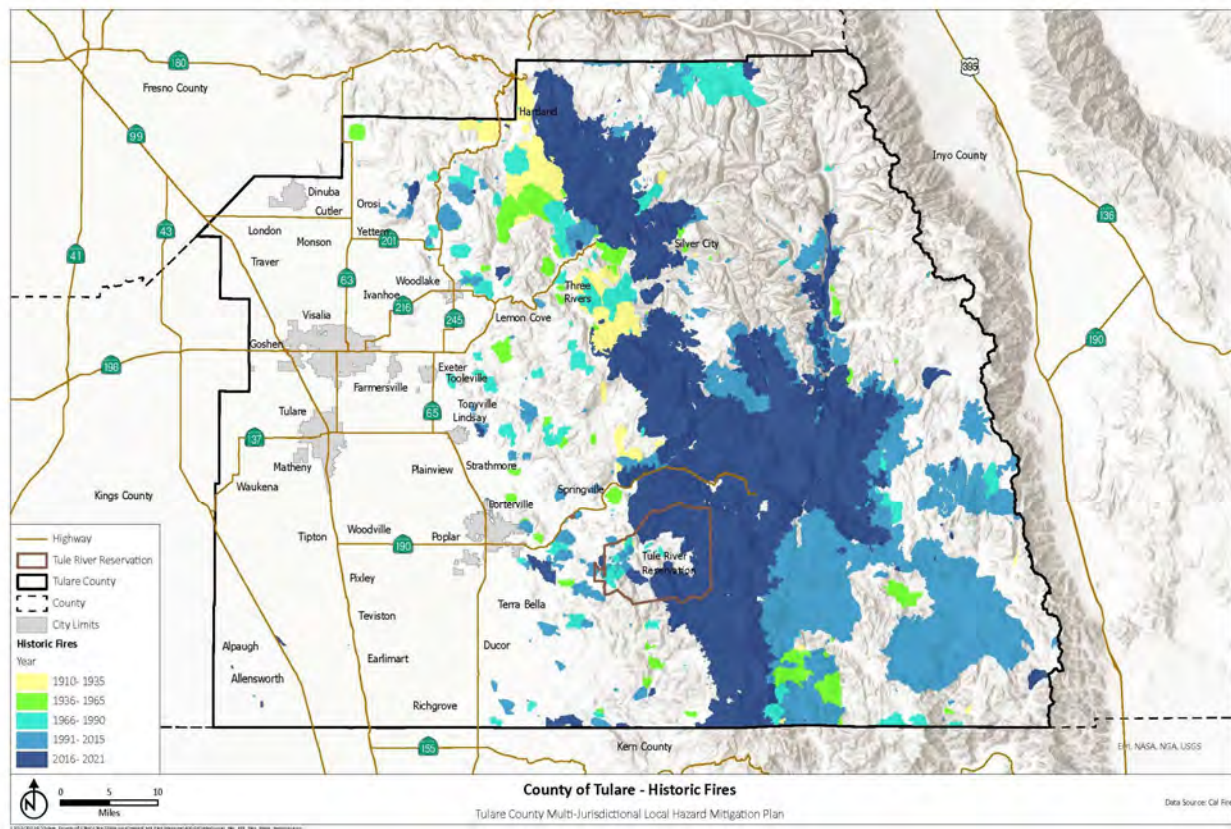 180
Fresno County
395
Hartland
99
Inyo County
Dinuba
Cutler
Orosi
136
43
London
Monson
Yettem
201
41
Traver
Silver City
63
Woodlake
Ivanhoe
216
Three
Rivers
245
Lemon Cove
Visalia
190
Goshen
198
Exeter
Tooleville
Farmersville
Tonyville
Lindsay
Tulare
65
137
Matheny
Plainview
Strathmore
Waukena
Kings County
Springville
Porterville
Woodville
Tipton
190
Poplar
Tule River
Reservation
Pixley
Terra Bella
Teviston
Ducor
Alpaugh
Earlimart
Allensworth
Richgrove
155
Kern County
Highway
Tule River Reservation
Tulare County
County
City Limits
Historic Fires
Year
1910- 1935
1936- 1965
1966- 1990
1991- 2015
2016- 2021
Esri, NASA, NGA, USGS
N
0 5 10
Miles
County of Tulare - Historic Fires
Tulare County Multi-Jurisdictional Local Hazard Mitigation Plan
Data Source: Cal Fire